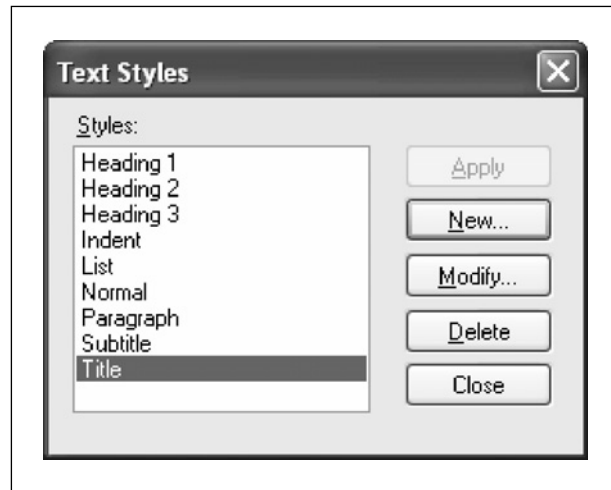 Text Styles
Styles:
Heading 1
Heading 2
Heading 3
Indent
List
Normal
Paragraph
Subtitle
Title
Apply
New...
Modify...
Delete
Close